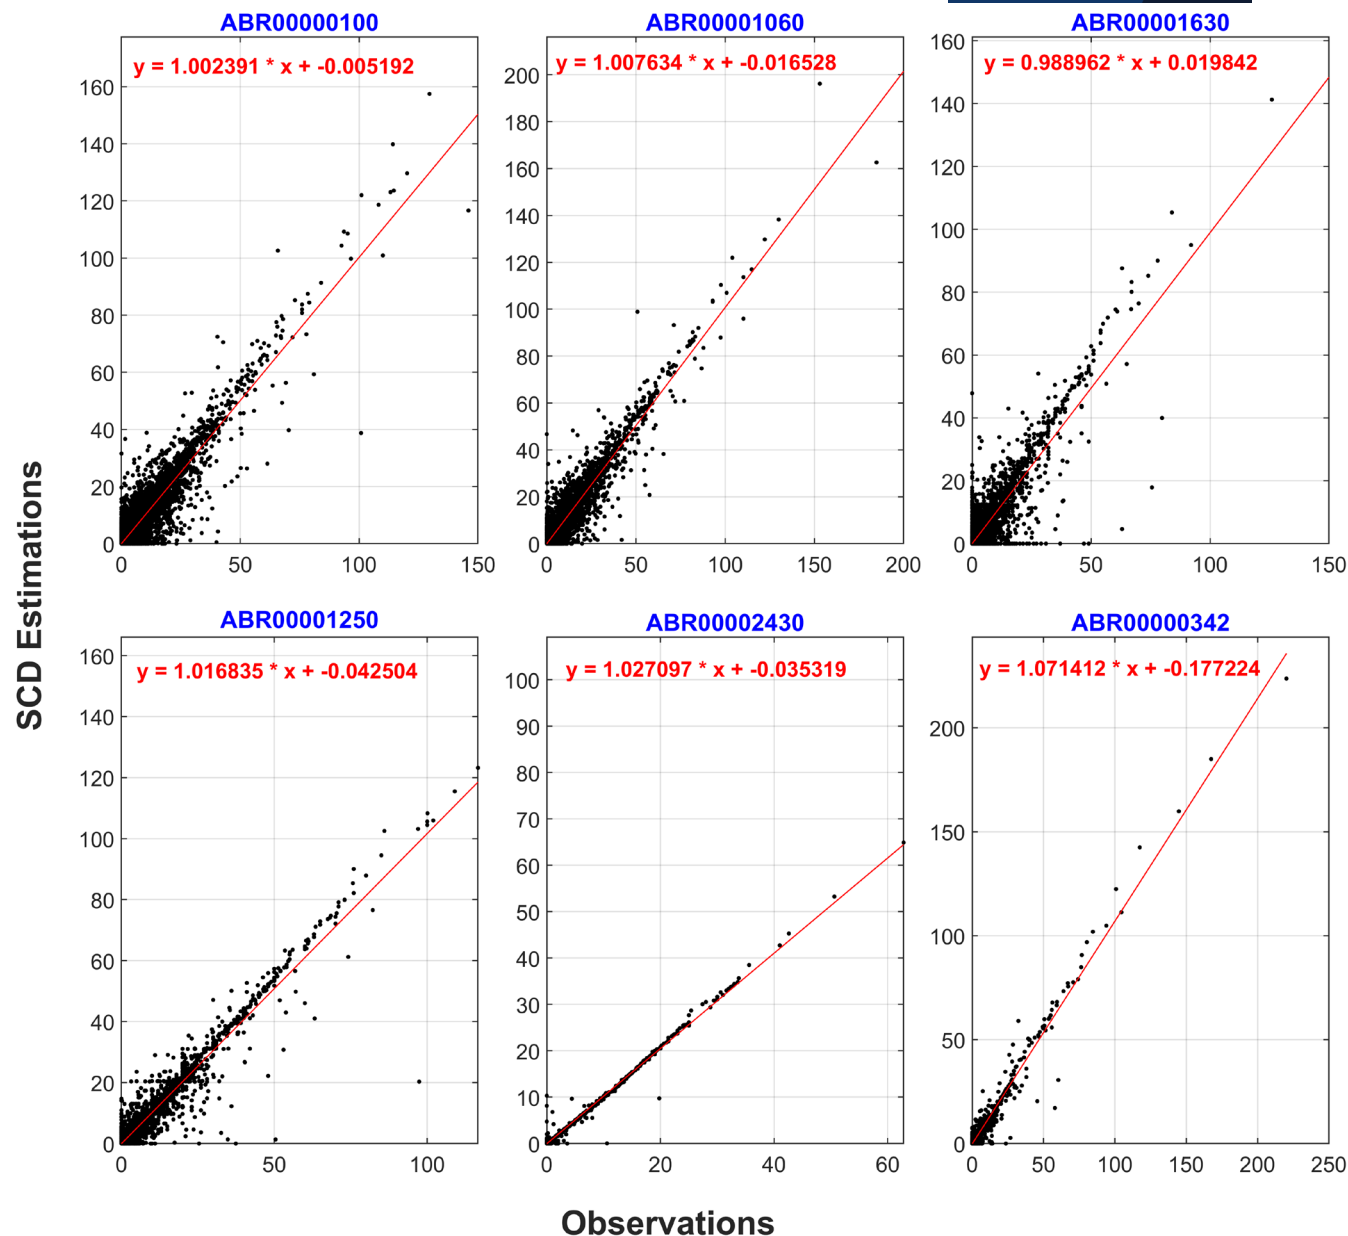 ABR00000100
ABR00001060
ABR00001630
y = 1.002391 * x + -0.005192
y = 1.007634 * x + -0.016528
y = 0.988962 * x + 0.019842
160
140
120
100
80
60
40
20
0
0 50 100 150
200
180
160
140
120
100
80
60
40
20
0
0 50 100 150 200
160
140
120
100
80
60
40
20
0
0 50 100 150
SCD Estimations
ABR00001250
ABR00002430
ABR00000342
y = 1.016835 * x + -0.042504
y = 1.027097 * x + -0.035319
y = 1.071412 * x + -0.177224
160
140
120
100
80
60
40
20
0
0 50 100
100
90
80
70
60
50
40
30
20
10
0
0 20 40 60
200
150
100
50
0
0 50 100 150 200 250
Observations